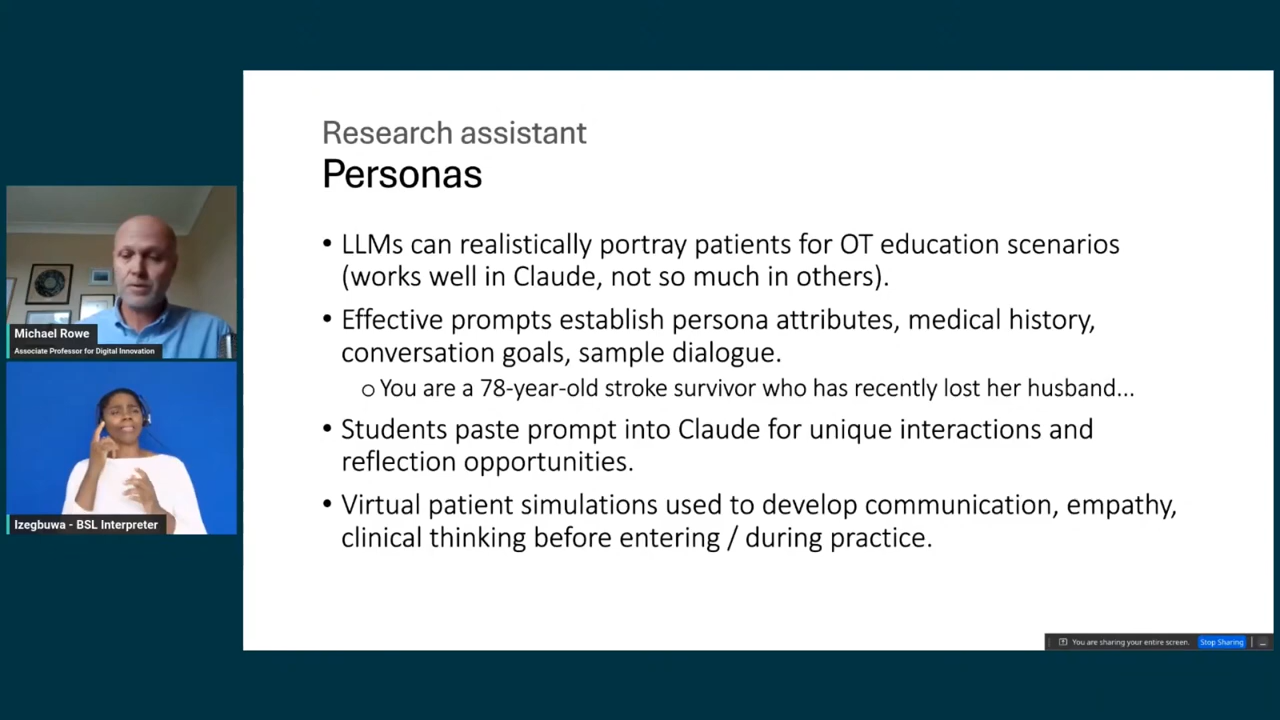 Research assistant
Personas
• LLMs can realistically portray patients for OT education scenarios
(works well in Claude, not so much in others).
• Effective prompts establish persona attributes, medical history,
conversation goals, sample dialogue.
o You are a 78-year-old stroke survivor who has recently lost her husband...
• Students paste prompt into Claude for unique interactions and
reflection opportunities.
• Virtual patient simulations used to develop communication, empathy,
clinical thinking before entering / during practice.
Michael Rowe
Associate Professor for Digital Innovation
Izegbuwa - BSL Interpreter
You are sharing your entire screen.
Stop Sharing